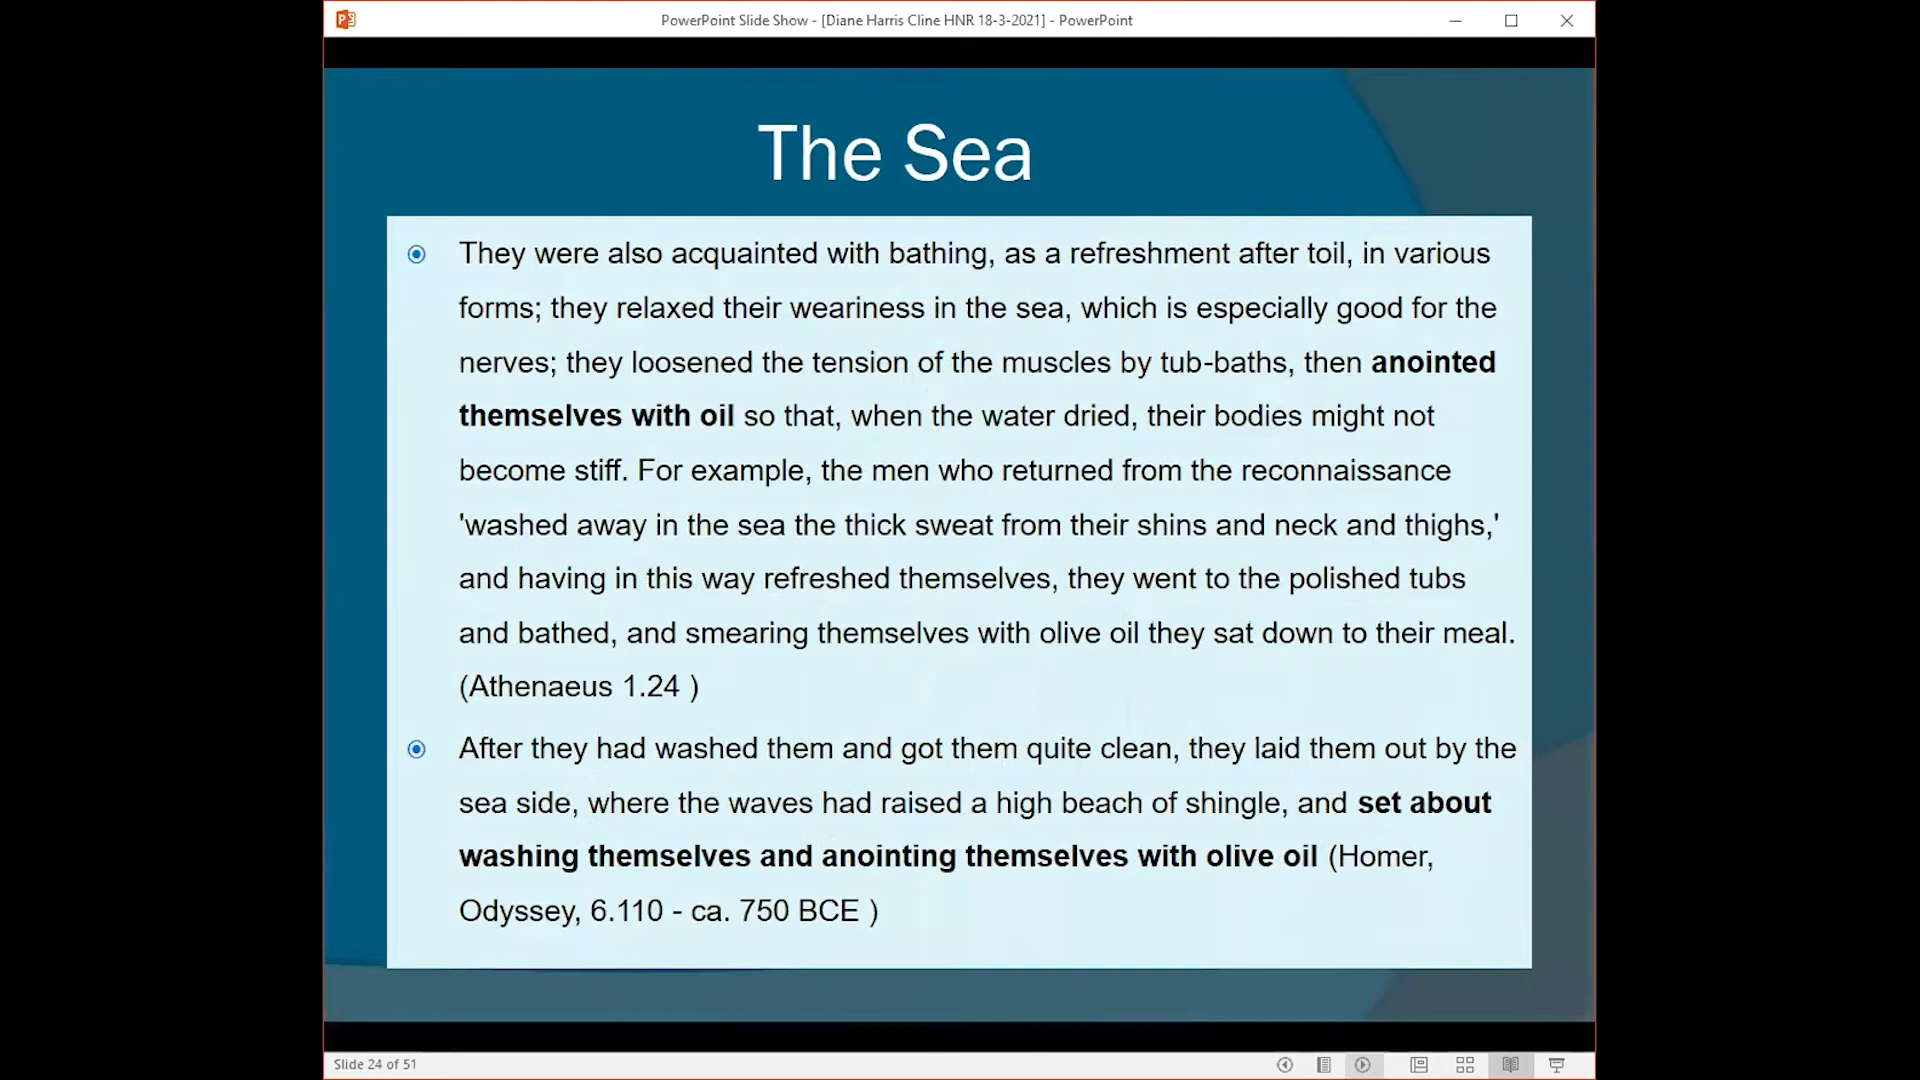 PowerPoint Slide Show - [Diane Harris Cline HNR 18-3-2021] - PowerPoint
The Sea
They were also acquainted with bathing, as a refreshment after toil, in various
forms; they relaxed their weariness in the sea, which is especially good for the
nerves; they loosened the tension of the muscles by tub-baths, then anointed
themselves with oil so that, when the water dried, their bodies might not
become stiff. For example, the men who returned from the reconnaissance
'washed away in the sea the thick sweat from their shins and neck and thighs,'
and having in this way refreshed themselves, they went to the polished tubs
and bathed, and smearing themselves with olive oil they sat down to their meal.
(Athenaeus 1.24 )
After they had washed them and got them quite clean, they laid them out by the
sea side, where the waves had raised a high beach of shingle, and set about
washing themselves and anointing themselves with olive oil (Homer,
Odyssey, 6.110 - ca. 750 BCE )
Slide 24 of 51